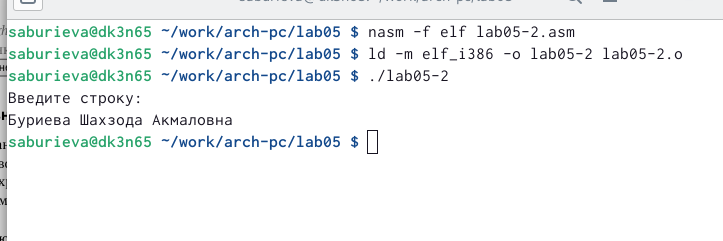 saburieva@dk3n65 ~/work/arch-pc/lab05 $ nasm -f elf lab05-2.asm
saburieva@dk3n65 ~/work/arch-pc/lab05 $ ld -m elf_i386 -o lab05-2 lab05-2.o
saburieva@dk3n65 ~/work/arch-pc/lab05 $ ./lab05-2
Введите строку:
Буриева Шахзода Акмаловна
saburieva@dk3n65 ~/work/arch-pc/lab05 $